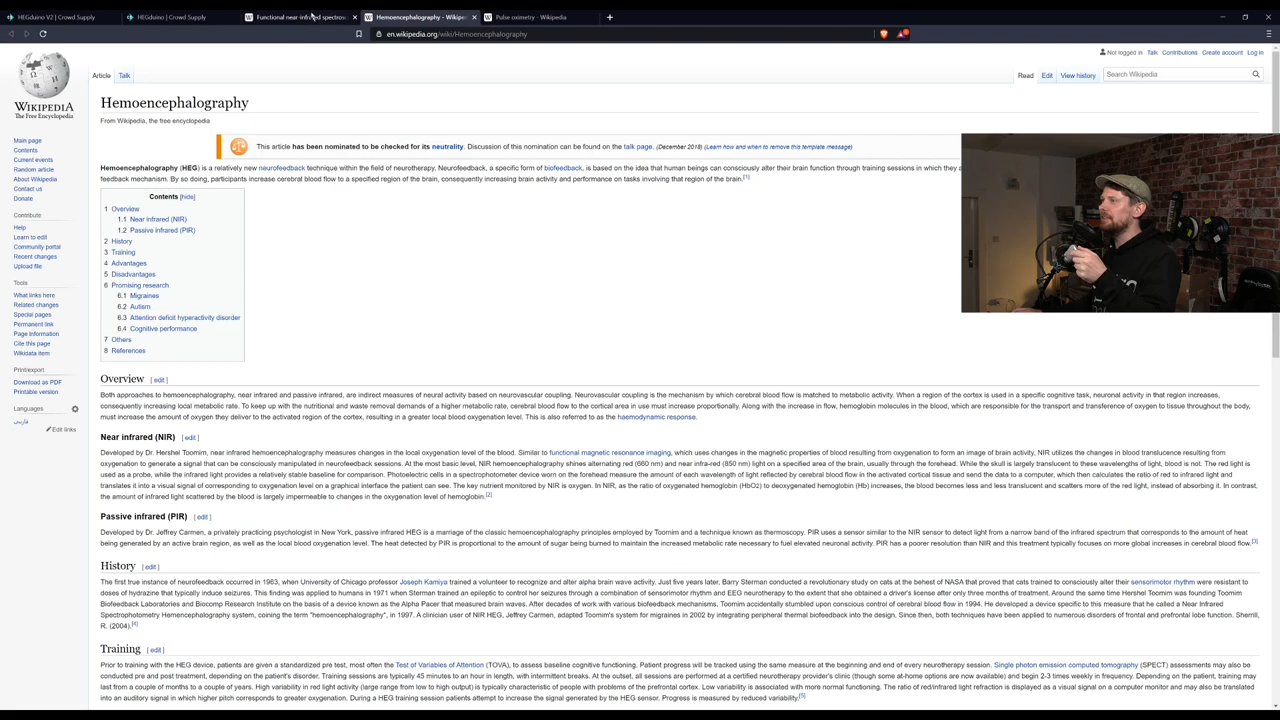 HEGduino V2 | Crowd Supply
HEGduino | Crowd Supply
Functional near-infrared spectros
Hemoencephalography - Wikipe
Pulse oximetry - Wikipedia
en.wikipedia.org/wiki/Hemoencephalography
Not logged in Talk Contributions Create account Log in
Article Talk
Read Edit View history
Search Wikipedia
WIKIPEDIA
The Free Encyclopedia
Main page
Contents
Current events
Random article
About Wikipedia
Contact us
Donate
Contribute
Help
Learn to edit
Community portal
Recent changes
Upload file
Tools
What links here
Related changes
Special pages
Permanent link
Page information
Cite this page
Wikidata item
Print/export
Download as PDF
Printable version
Languages
فارسی
Edit links
Hemoencephalography
From Wikipedia, the free encyclopedia
This article has been nominated to be checked for its neutrality. Discussion of this nomination can be found on the talk page. (December 2018) (Learn how and when to remove this template message)
Hemoencephalography (HEG) is a relatively new neurofeedback technique within the field of neurotherapy. Neurofeedback, a specific form of biofeedback, is based on the idea that human beings can consciously alter their brain function through training sessions in which they a
feedback mechanism. By so doing, participants increase cerebral blood flow to a specified region of the brain, consequently increasing brain activity and performance on tasks involving that region of the brain.[1]
Contents [hide]
1 Overview
1.1 Near infrared (NIR)
1.2 Passive infrared (PIR)
2 History
3 Training
4 Advantages
5 Disadvantages
6 Promising research
6.1 Migraines
6.2 Autism
6.3 Attention deficit hyperactivity disorder
6.4 Cognitive performance
7 Others
8 References
Overview [ edit ]
Both approaches to hemoencephalography, near infrared and passive infrared, are indirect measures of neural activity based on neurovascular coupling. Neurovascular coupling is the mechanism by which cerebral blood flow is matched to metabolic activity. When a region of the cortex is used in a specific cognitive task, neuronal activity in that region increases,
consequently increasing local metabolic rate. To keep up with the nutritional and waste removal demands of a higher metabolic rate, cerebral blood flow to the cortical area in use must increase proportionally. Along with the increase in flow, hemoglobin molecules in the blood, which are responsible for the transport and transference of oxygen to tissue throughout the body,
must increase the amount of oxygen they deliver to the activated region of the cortex, resulting in a greater local blood oxygenation level. This is also referred to as the haemodynamic response.
Near infrared (NIR) [ edit ]
Developed by Dr. Hershel Toomim, near infrared hemoencephalography measures changes in the local oxygenation level of the blood. Similar to functional magnetic resonance imaging, which uses changes in the magnetic properties of blood resulting from oxygenation to form an image of brain activity, NIR utilizes the changes in blood translucence resulting from
oxygenation to generate a signal that can be consciously manipulated in neurofeedback sessions. At the most basic level, NIR hemoencephalography shines alternating red (660 nm) and near infra-red (850 nm) light on a specified area of the brain, usually through the forehead. While the skull is largely translucent to these wavelengths of light, blood is not. The red light is
used as a probe, while the infrared light provides a relatively stable baseline for comparison. Photoelectric cells in a spectrophotometer device worn on the forehead measure the amount of each wavelength of light reflected by cerebral blood flow in the activated cortical tissue and send the data to a computer, which then calculates the ratio of red to infrared light and
translates it into a visual signal of corresponding to oxygenation level on a graphical interface the patient can see. The key nutrient monitored by NIR is oxygen. In NIR, as the ratio of oxygenated hemoglobin (HbO2) to deoxygenated hemoglobin (Hb) increases, the blood becomes less and less translucent and scatters more of the red light, instead of absorbing it. In contrast,
the amount of infrared light scattered by the blood is largely impermeable to changes in the oxygenation level of hemoglobin.[2]
Passive infrared (PIR) [ edit ]
Developed by Dr. Jeffrey Carmen, a privately practicing psychologist in New York, passive infrared HEG is a marriage of the classic hemoencephalography principles employed by Toomim and a technique known as thermoscopy. PIR uses a sensor similar to the NIR sensor to detect light from a narrow band of the infrared spectrum that corresponds to the amount of heat
being generated by an active brain region, as well as the local blood oxygenation level. The heat detected by PIR is proportional to the amount of sugar being burned to maintain the increased metabolic rate necessary to fuel elevated neuronal activity. PIR has a poorer resolution than NIR and this treatment typically focuses on more global increases in cerebral blood flow.[3]
History [ edit ]
The first true instance of neurofeedback occurred in 1963, when University of Chicago professor Joseph Kamiya trained a volunteer to recognize and alter alpha brain wave activity. Just five years later, Barry Sterman conducted a revolutionary study on cats at the behest of NASA that proved that cats trained to consciously alter their sensorimotor rhythm were resistant
to doses of hydrazine that typically induce seizures. This finding was applied to humans in 1971 when Sterman trained an epileptic to control her seizures through a combination of sensorimotor rhythm and EEG neurotherapy to the extent that she obtained a driver's license after only three months of treatment. Around the same time Hershel Toomim was founding Toomim
Biofeedback Laboratories and Biocomp Research Institute on the basis of a device known as the Alpha Pacer that measured brain waves. After decades of work with various biofeedback mechanisms, Toomim accidentally stumbled upon conscious control of cerebral blood flow in 1994. He developed a device specific to this measure that he called a Near Infrared
Spectrophotometry Hemoencephalography system, coining the term "hemoencephalography", in 1997. A clinician user of NIR HEG, Jeffrey Carmen, adapted Toomim's system for migraines in 2002 by integrating peripheral thermal biofeedback into the design. Since then, both techniques have been applied to numerous disorders of frontal and prefrontal lobe function. Sherrill,
R. (2004).[4]
Training [ edit ]
Prior to training with the HEG device, patients are given a standardized pre test, most often the Test of Variables of Attention (TOVA), to assess baseline cognitive functioning. Patient progress will be tracked using the same measure at the beginning and end of every neurotherapy session. Single photon emission computed tomography (SPECT) assessments may also be
conducted pre and post treatment, depending on the patient's disorder. Training sessions are typically 45 minutes to an hour in length, with intermittent breaks. At the outset, all sessions are performed at a certified neurotherapy provider's clinic (though some at-home options are now available) and begin 2-3 times weekly in frequency. Depending on the patient, training may
last from a couple of months to a couple of years. High variability in red light activity (large range from low to high output) is typically characteristic of people with problems of the prefrontal cortex. Low variability is associated with more normal functioning. The ratio of red/infrared light refraction is displayed as a visual signal on a computer monitor and may also be translated
into an auditory signal in which higher pitch corresponds to greater oxygenation. During a HEG training session patients attempt to increase the signal generated by the HEG sensor. Progress is measured by reduced variability.[5]